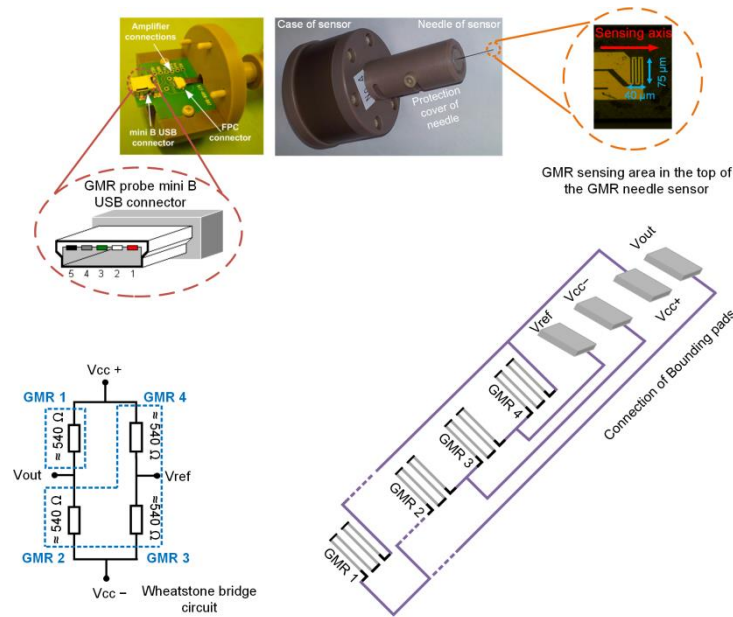 Amplifier
connections
mini B USB
connector
FPC
connector
Case of sensor
Needle of sensor
Protection
cover of
needle
Sensing axis
75 µm
40 µm
GMR sensing area in the top of
the GMR needle sensor
GMR probe mini B
USB connector
5 4 3 2 1
Vcc +
GMR 1
GMR 4
≈ 540 Ω
≈ 540 Ω
Vout
Vref
≈ 540 Ω
≈540 Ω
GMR 2
GMR 3
Vcc −
Wheatstone bridge
circuit
Vout
Vcc−
Vcc+
Vref
Connection of Bounding pads
GMR 4
GMR 3
GMR 2
GMR 1